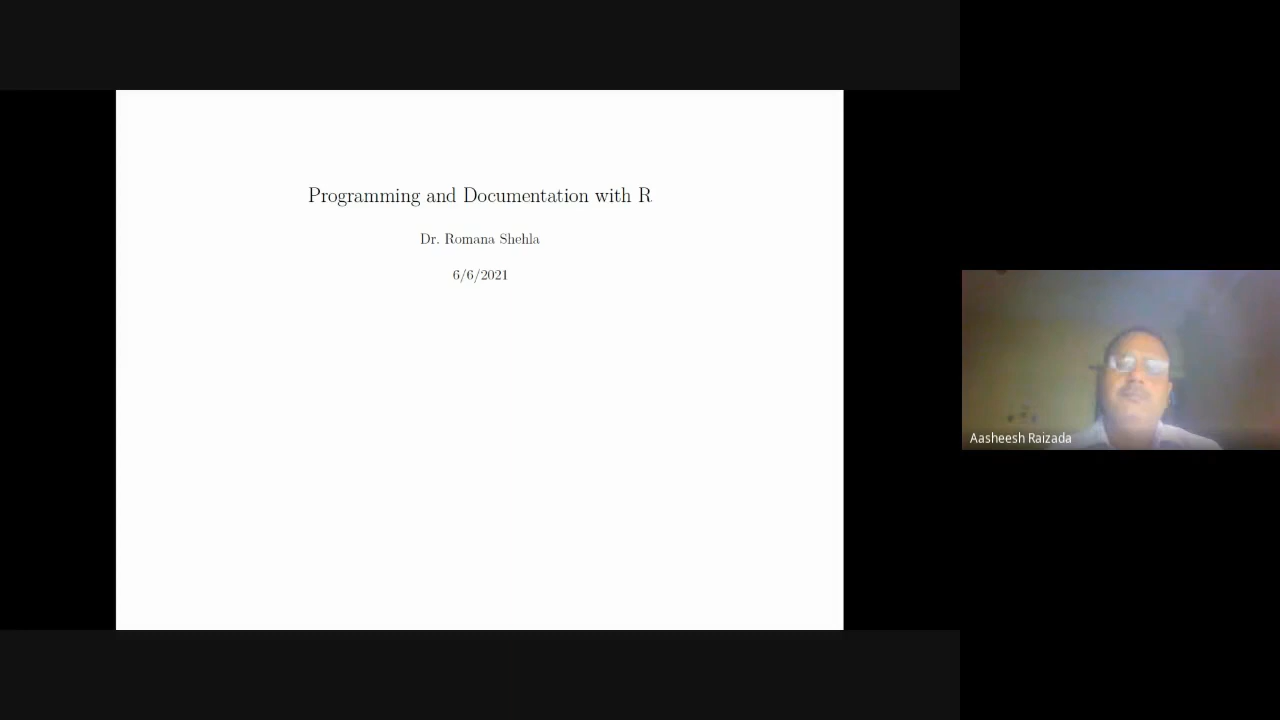 Programming and Documentation with R
Dr. Romana Shehla
6/6/2021
Aasheesh Raizada